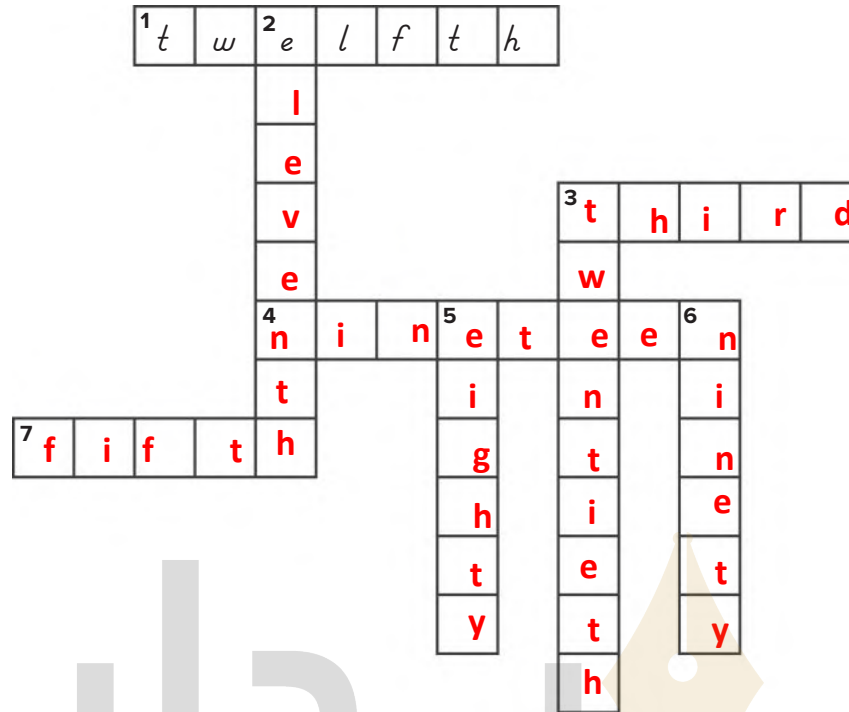 1 t w 2 e l f t h
l
e
v 3 t h i r d
e w
4 n i n 5 e t e e 6 n
t i n i
7 f i f t h g t n
h i e
t e t
y t y
h